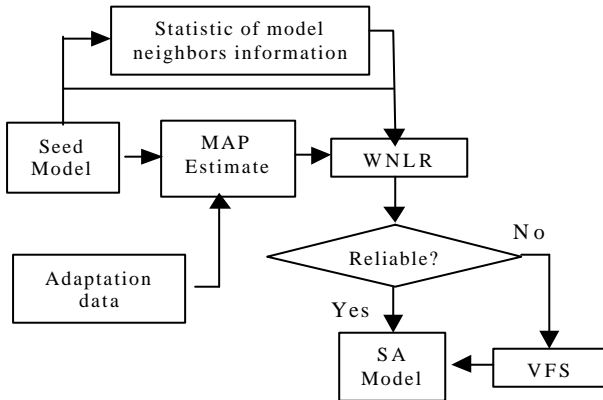 Statistic of model
neighbors information
Seed
Model
MAP
Estimate
WNLR
Adaptation
data
Reliable?
No
Yes
SA
Model
VFS